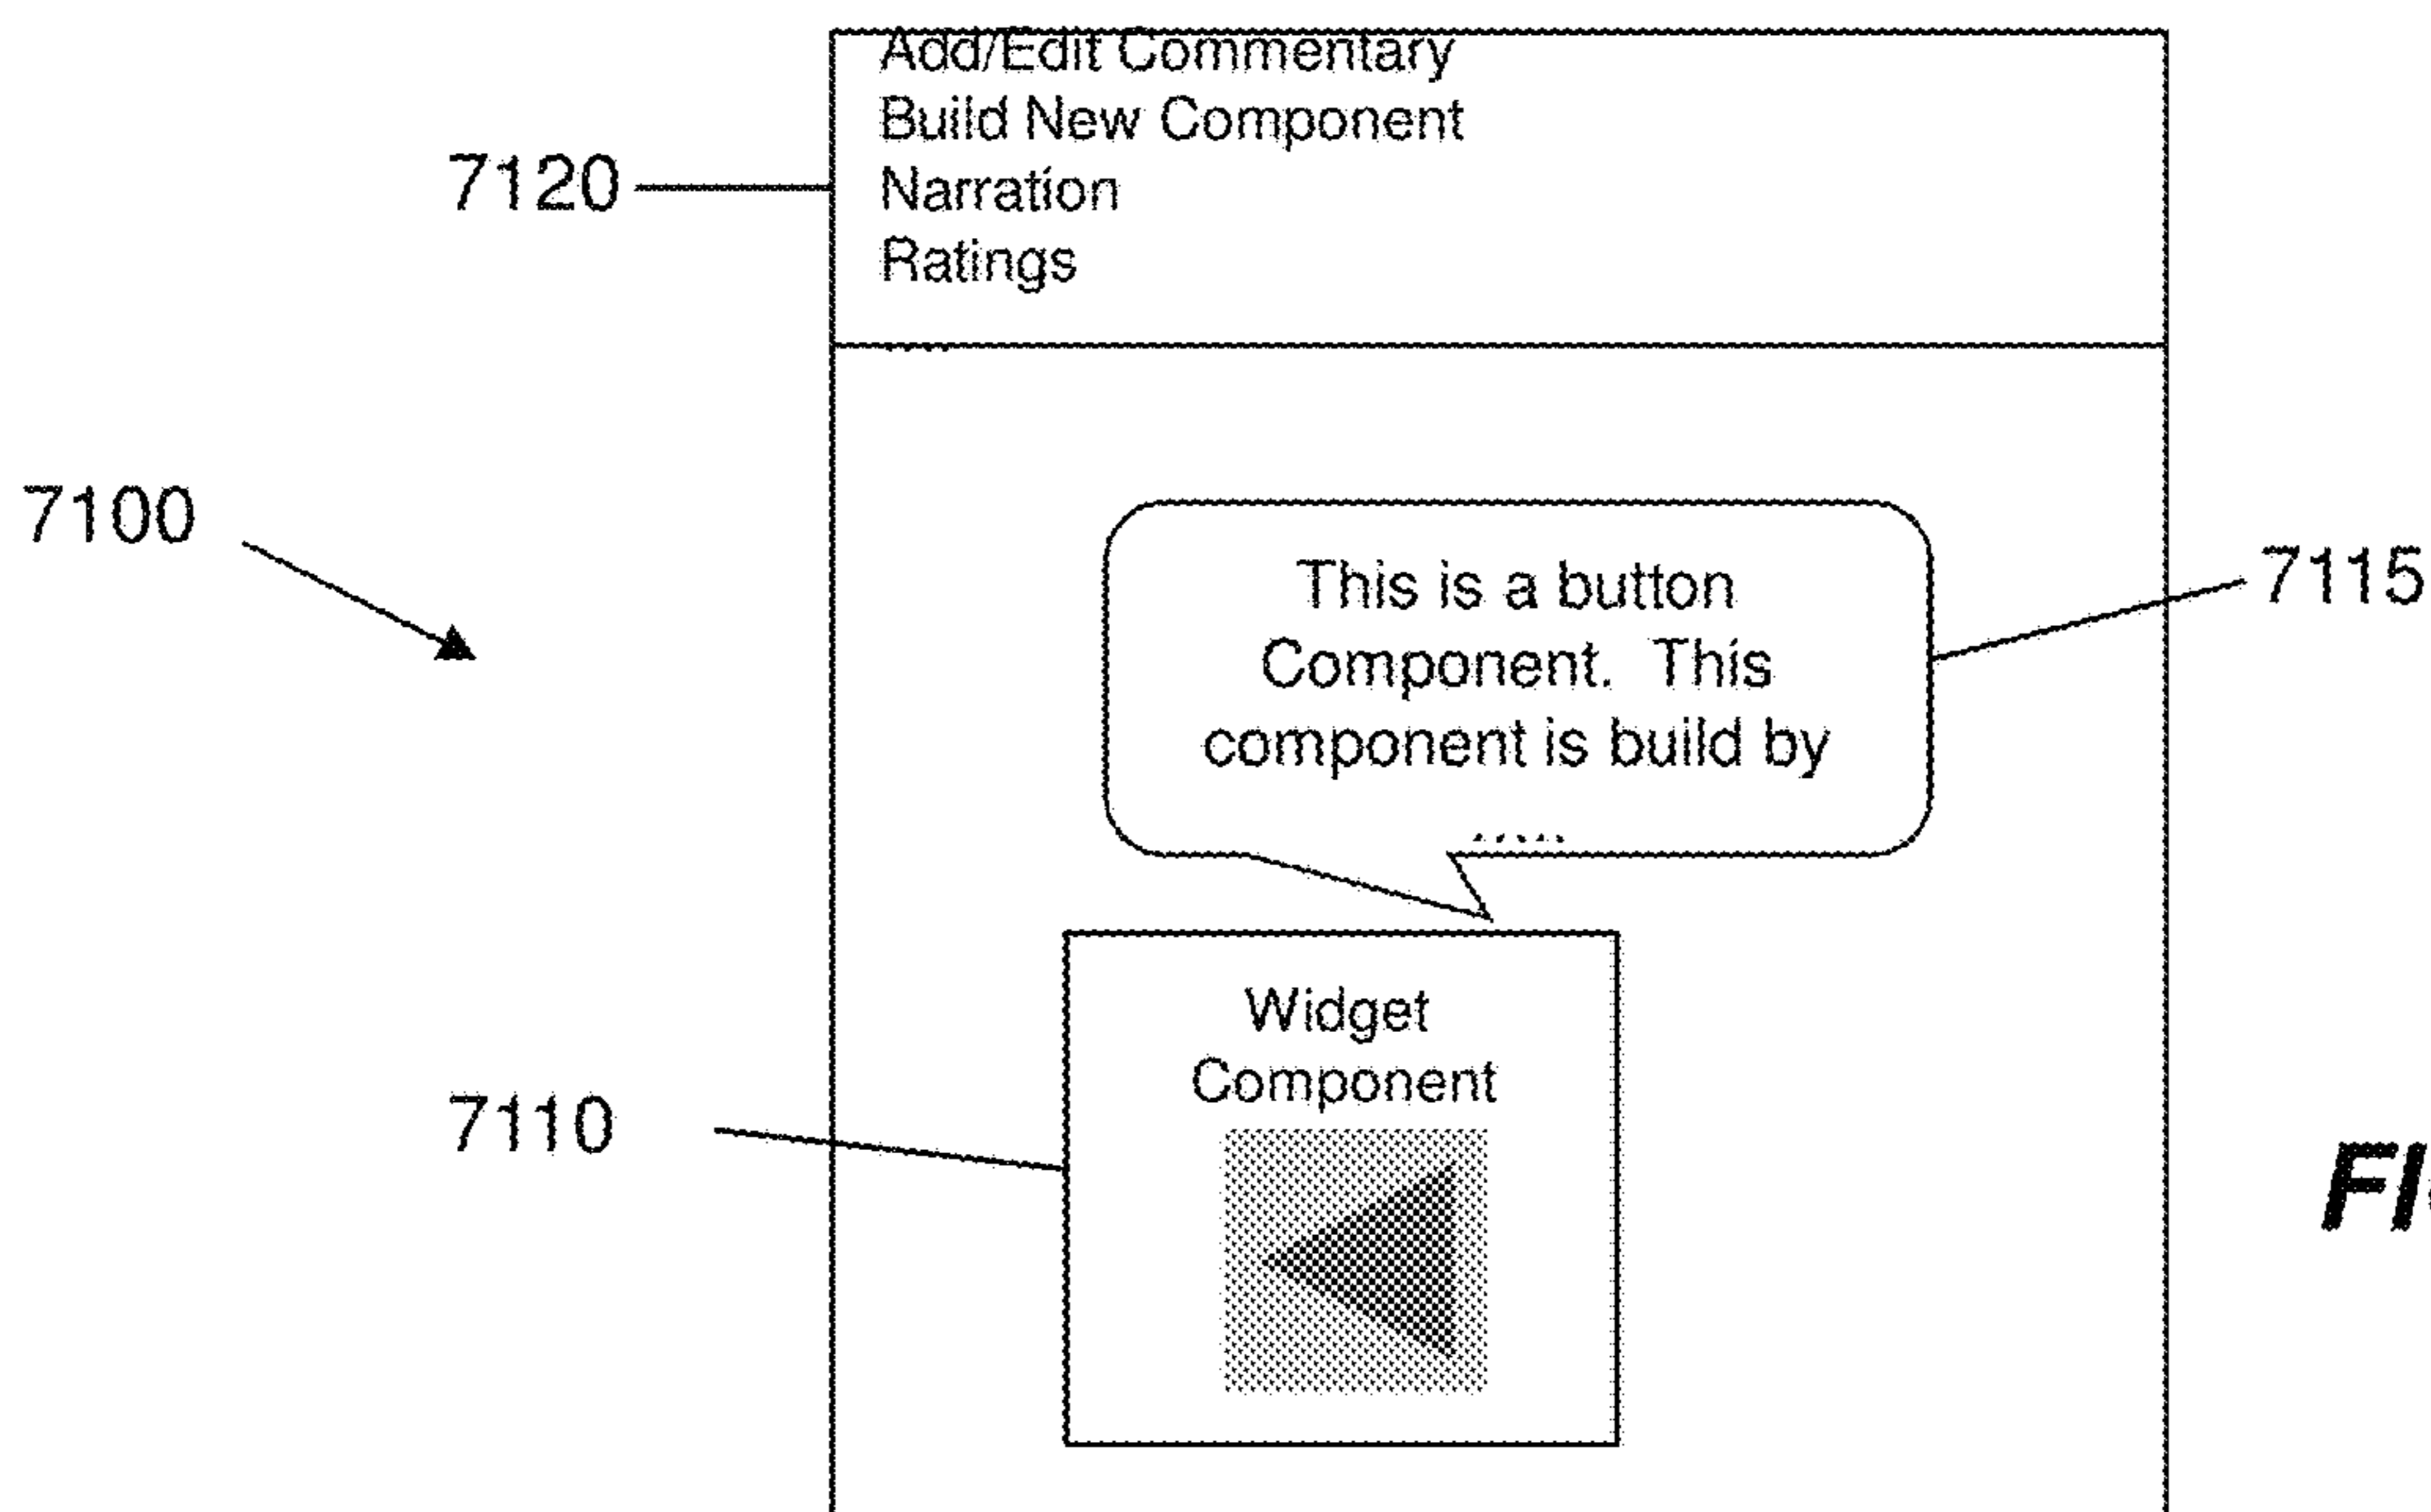 Add/Edit Commentary
Build New Component
7120
Narration
Ratings
7100
This is a button
7115
Component.  This
component is build by
.....
Widget
Component
7110